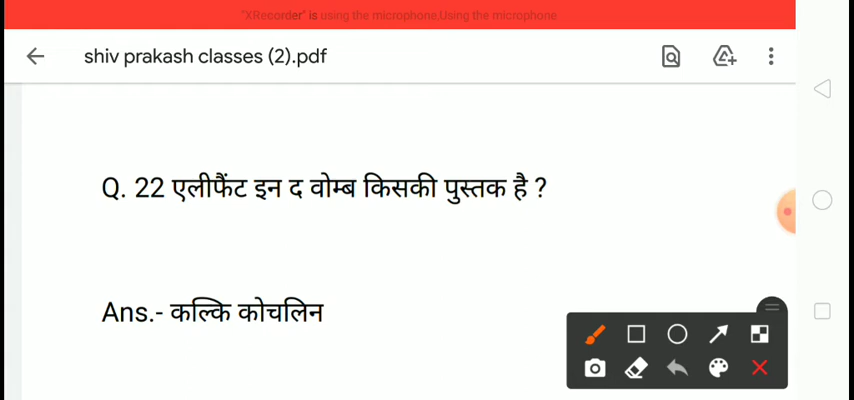 "XRecorder" is using the microphone,Using the microphone
shiv prakash classes (2).pdf
Q. 22 एलीफैंट इन द वोम्ब किसकी पुस्तक है ?
Ans.- कल्कि कोचलिन